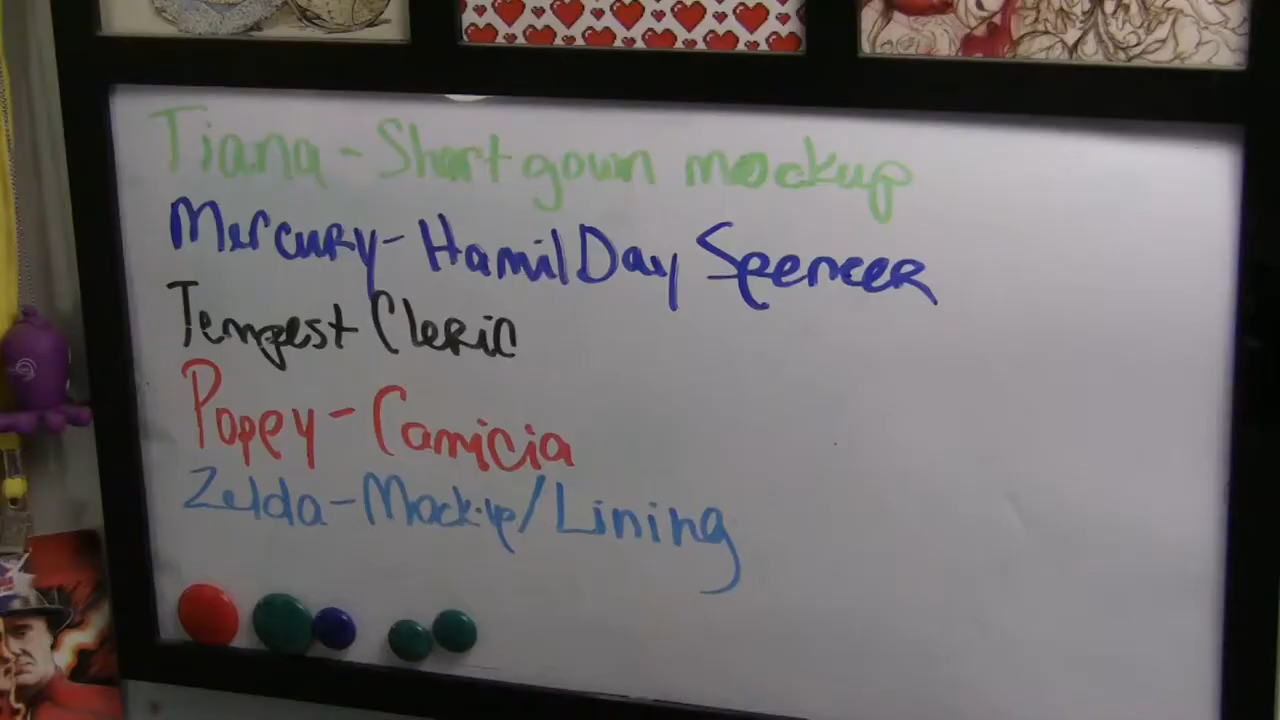 Tiana - Short gown mockup
Mercury - HamilDay Spencer
Tempest Cleric
Poppy - Camicia
Zelda - Mock-up/Lining